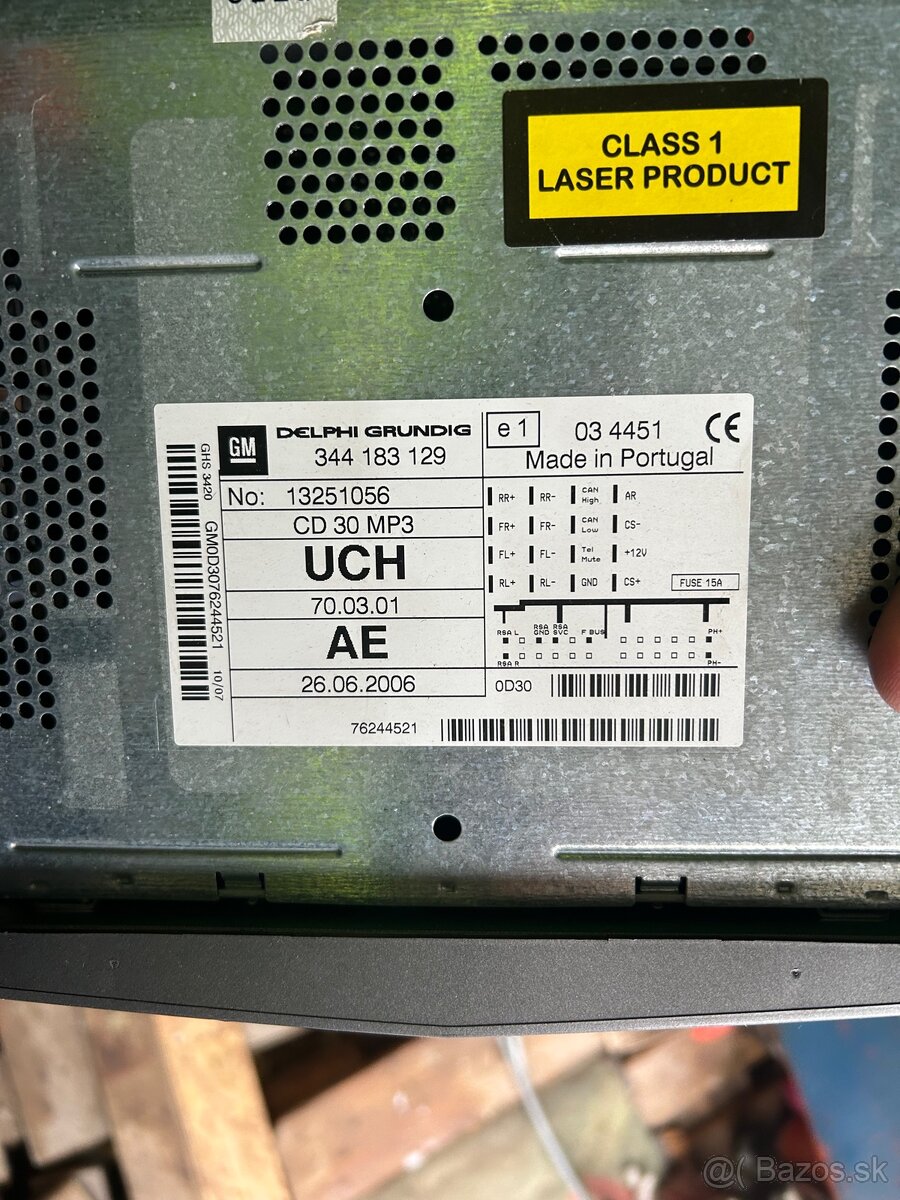 CLASS 1
LASER PRODUCT
GM
DELPHI GRUNDIG
344 183 129
e 1
03 4451
CE
Made in Portugal
GHS 3420
GM0D3076244521
10/07
No: 13251056
CD 30 MP3
UCH
70.03.01
AE
26.06.2006
RR+ RR- CAN High AR
FR+ FR- CAN Low CS-
FL+ FL- Tel Mute +12V
RL+ RL- GND CS+ FUSE 15A
RSA L RSA GND RSA SVC F BUS PH+
RSA R PH-
0D30
76244521
@( Bazos.sk